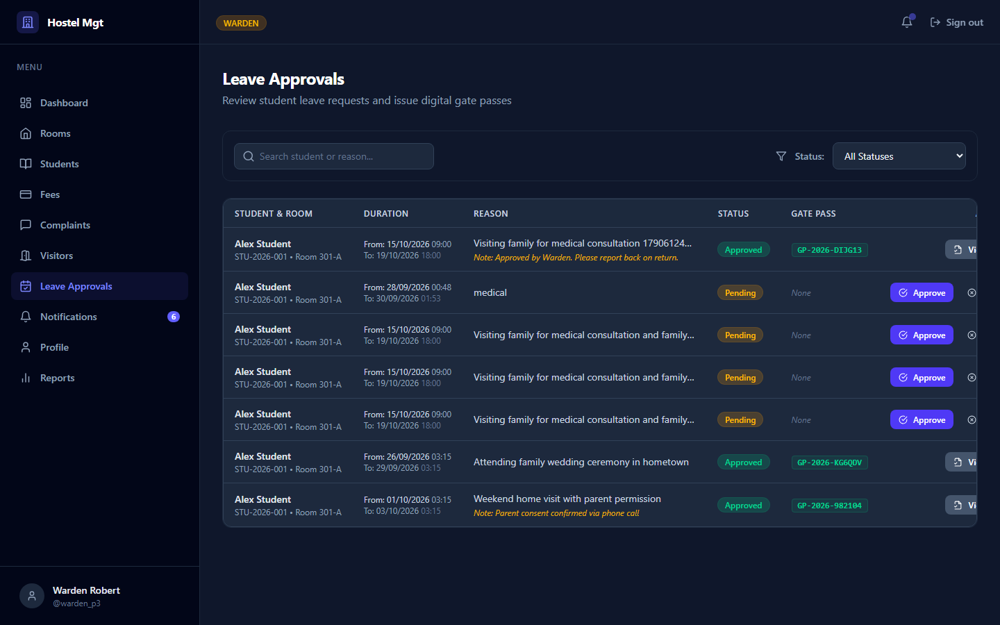 Hostel Mgt
WARDEN
Sign out
MENU
Dashboard
Rooms
Students
Fees
Complaints
Visitors
Leave Approvals
Notifications 6
Profile
Reports
Warden Robert
@warden_p3
Leave Approvals
Review student leave requests and issue digital gate passes
Search student or reason...
Status: All Statuses
STUDENT & ROOM DURATION REASON STATUS GATE PASS
Alex Student
STU-2026-001 • Room 301-A
From: 15/10/2026 09:00
To: 19/10/2026 18:00
Visiting family for medical consultation 17906124...
Note: Approved by Warden. Please report back on return.
Approved
GP-2026-DIJG13
Vi
Alex Student
STU-2026-001 • Room 301-A
From: 28/09/2026 00:48
To: 30/09/2026 01:53
medical
Pending
None
Approve
Alex Student
STU-2026-001 • Room 301-A
From: 15/10/2026 09:00
To: 19/10/2026 18:00
Visiting family for medical consultation and family...
Pending
None
Approve
Alex Student
STU-2026-001 • Room 301-A
From: 15/10/2026 09:00
To: 19/10/2026 18:00
Visiting family for medical consultation and family...
Pending
None
Approve
Alex Student
STU-2026-001 • Room 301-A
From: 15/10/2026 09:00
To: 19/10/2026 18:00
Visiting family for medical consultation and family...
Pending
None
Approve
Alex Student
STU-2026-001 • Room 301-A
From: 26/09/2026 03:15
To: 29/09/2026 03:15
Attending family wedding ceremony in hometown
Approved
GP-2026-KG6QDV
Vi
Alex Student
STU-2026-001 • Room 301-A
From: 01/10/2026 03:15
To: 03/10/2026 03:15
Weekend home visit with parent permission
Note: Parent consent confirmed via phone call
Approved
GP-2026-982104
Vi